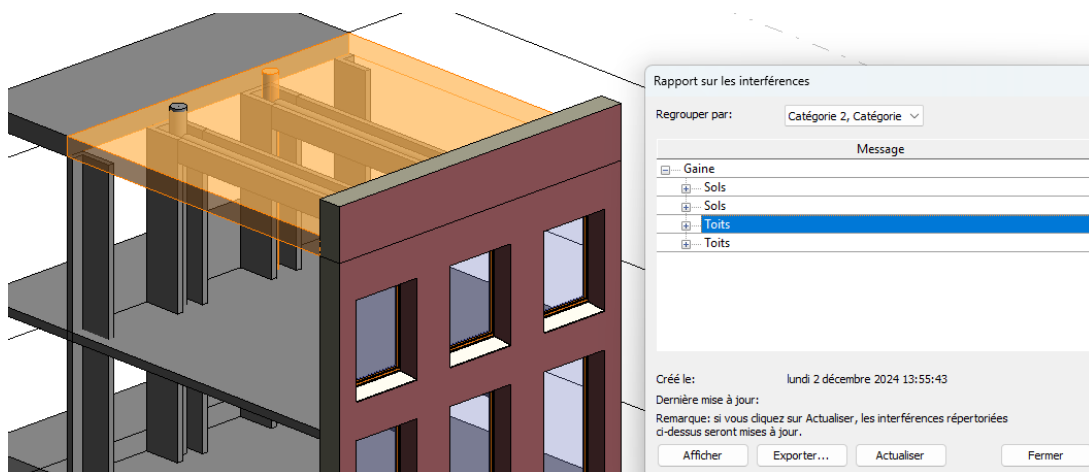 Rapport sur les interférences
Regrouper par: Catégorie 2, Catégorie
Message
Gaine
Sols
Sols
Toits
Toits
Créé le: lundi 2 décembre 2024 13:55:43
Dernière mise à jour:
Remarque: si vous cliquez sur Actualiser, les interférences répertoriées
ci-dessus seront mises à jour.
Afficher Exporter... Actualiser Fermer